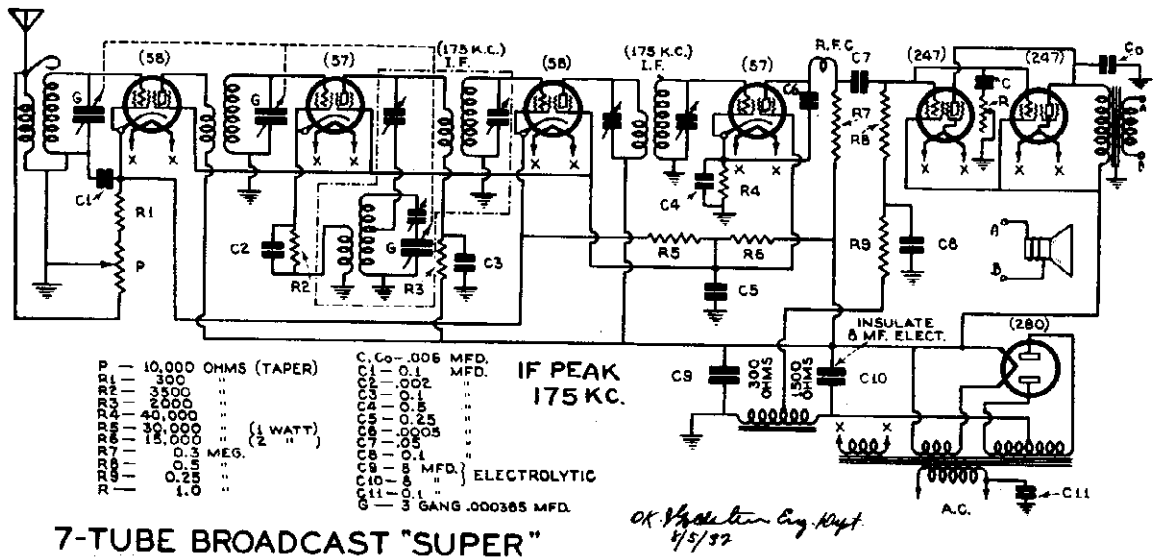 (58) (57) (175 K.C.) I.F. (58) (175 K.C.) I.F. (57) R.F.C. C7 (247) (247) Co
G G C6 C R
C1 R1 P C2 R2 G R3 C3 C4 R4 R7 R8 R9 C8
X X X X X X X X X X X X
R5 R6 C5 A B A B
INSULATE
8 MF. ELECT.
(280)
C9 300 OHMS 1500 OHMS C10
X X
A.C. C11
IF PEAK
175 KC.
P — 10,000 OHMS (TAPER)
R1 — 300 "
R2 — 3500 "
R3 — 2000 "
R4 — 40,000 "
R5 — 30,000 " (1 WATT)
R6 — 15,000 " (2 " )
R7 — 0.3 MEG.
R8 — 0.5 "
R9 — 0.25 "
R — 1.0 "
C, Co — .006 MFD.
C1 — 0.1 MFD.
C2 — .002 "
C3 — 0.1 "
C4 — 0.5 "
C5 — 0.25 "
C6 — .0005 "
C7 — .05 "
C8 — 0.1 "
C9 — 8 MFD. } ELECTROLYTIC
C10 — 8 "
C11 — 0.1 "
G — 3 GANG .000365 MFD.
7-TUBE BROADCAST "SUPER"
OK. Eng. Dept.